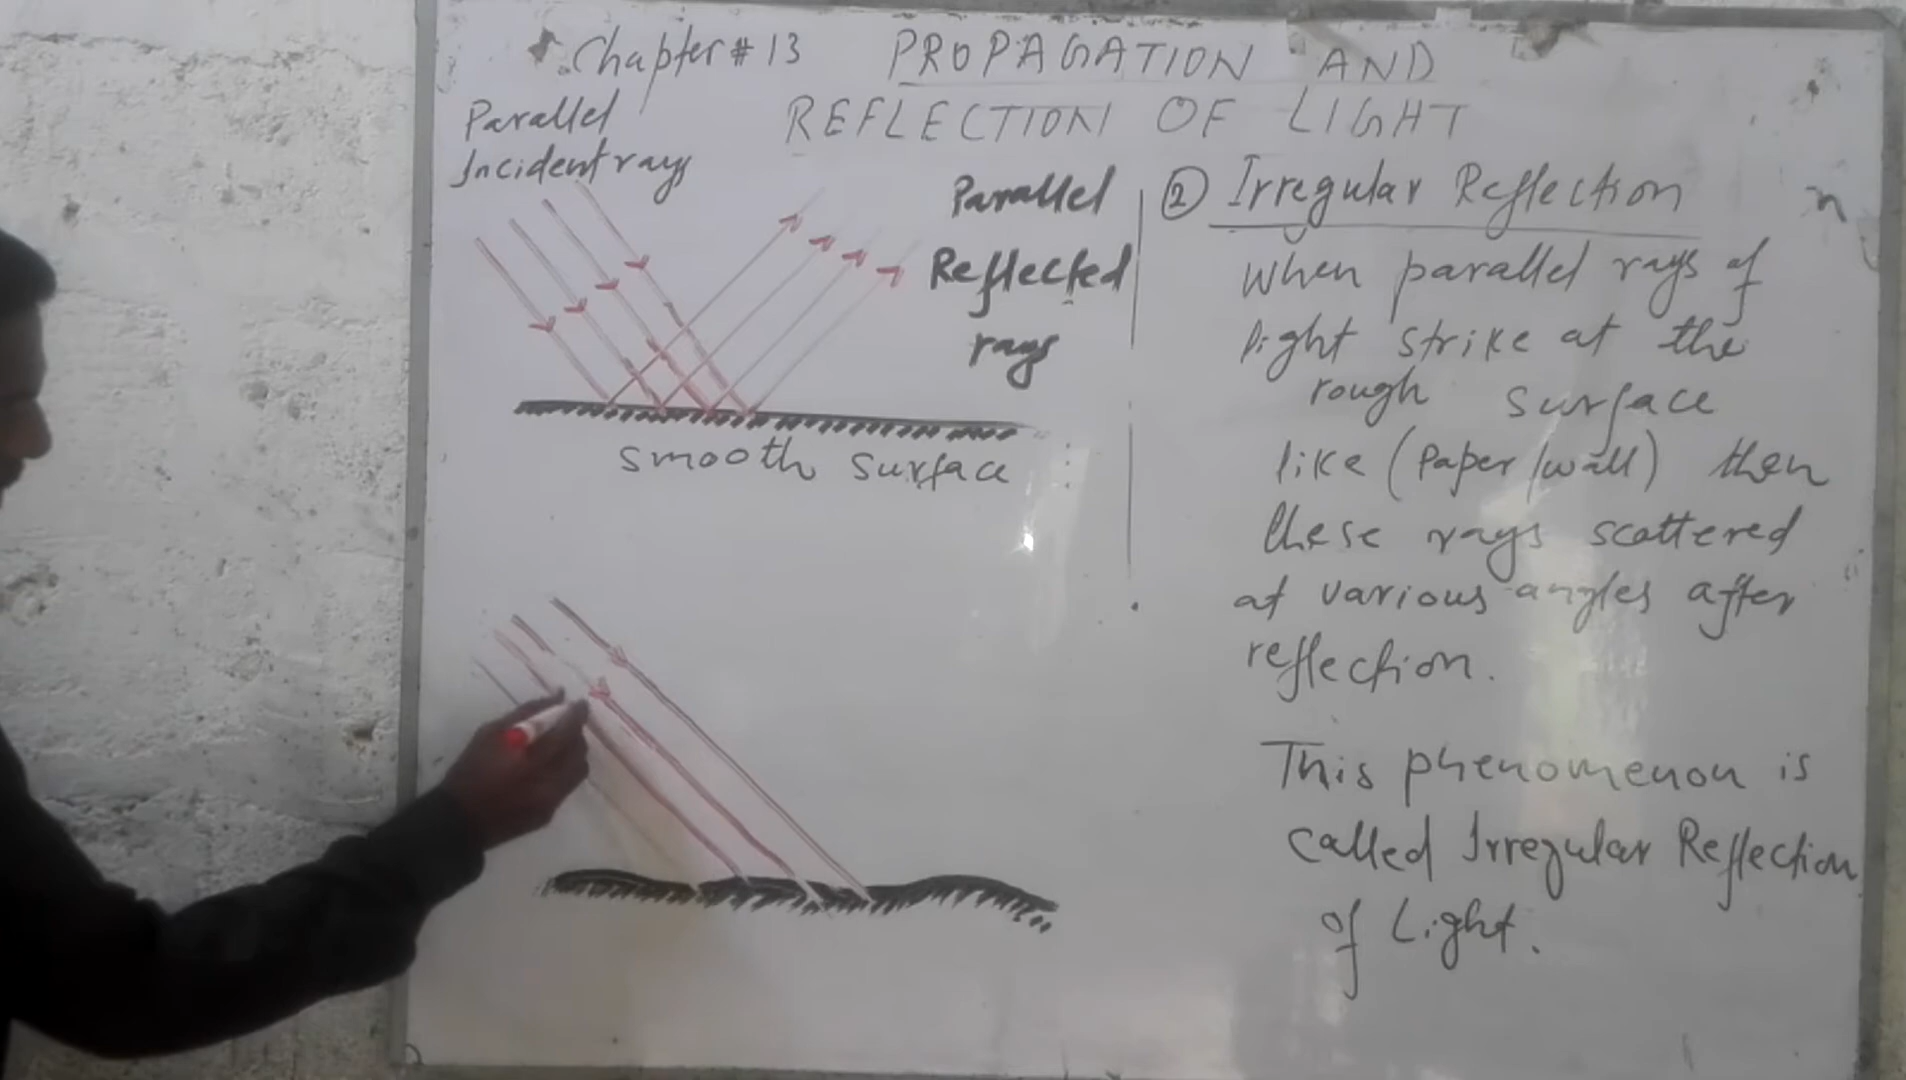 Chapter # 13 PROPAGATION AND
REFLECTION OF LIGHT
Parallel
Incident rays
Parallel
Reflected
rays
smooth surface
② Irregular Reflection
when parallel rays of
light strike at the
rough surface
like (Paper/wall) then
these rays scattered
at various angles after
reflection.
This phenomenon is
called Irregular Reflection
of Light.